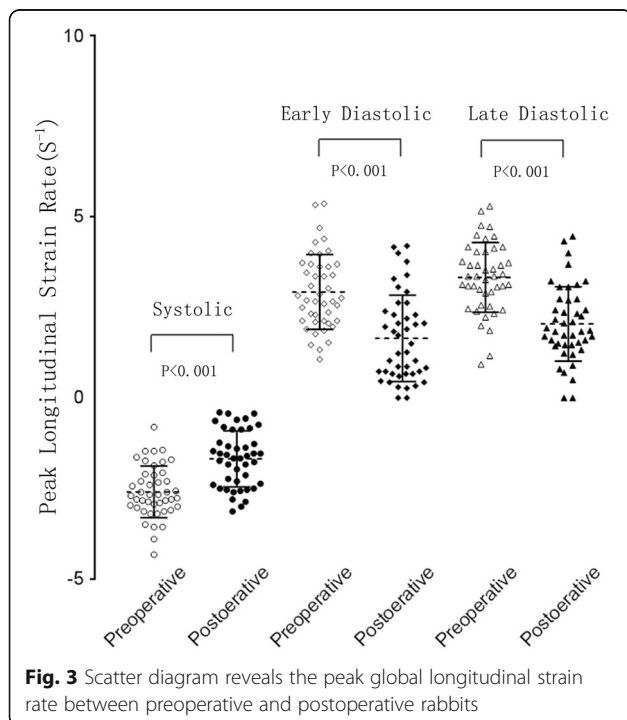 10
5
0
-5
Peak Longitudinal Strain Rate(S⁻¹)
Early Diastolic
P<0.001
Late Diastolic
P<0.001
Systolic
P<0.001
Preoperative
Postoerative
Preoperative
Postoperative
Preoperative
Postoperative
Fig. 3 Scatter diagram reveals the peak global longitudinal strain
rate between preoperative and postoperative rabbits